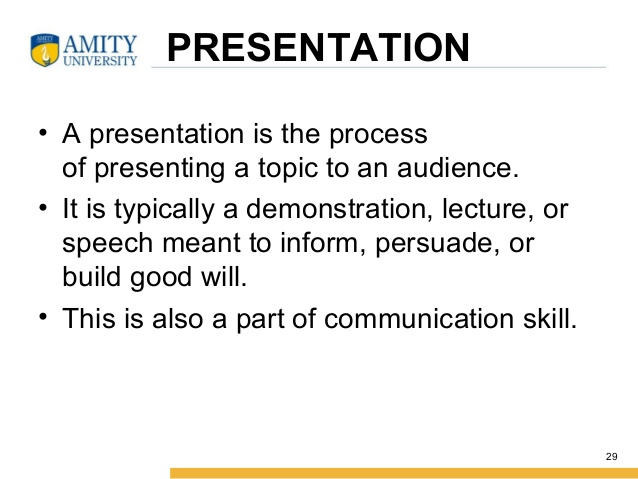 AMITY
UNIVERSITY
PRESENTATION
• A presentation is the process
of presenting a topic to an audience.
• It is typically a demonstration, lecture, or
speech meant to inform, persuade, or
build good will.
• This is also a part of communication skill.
29